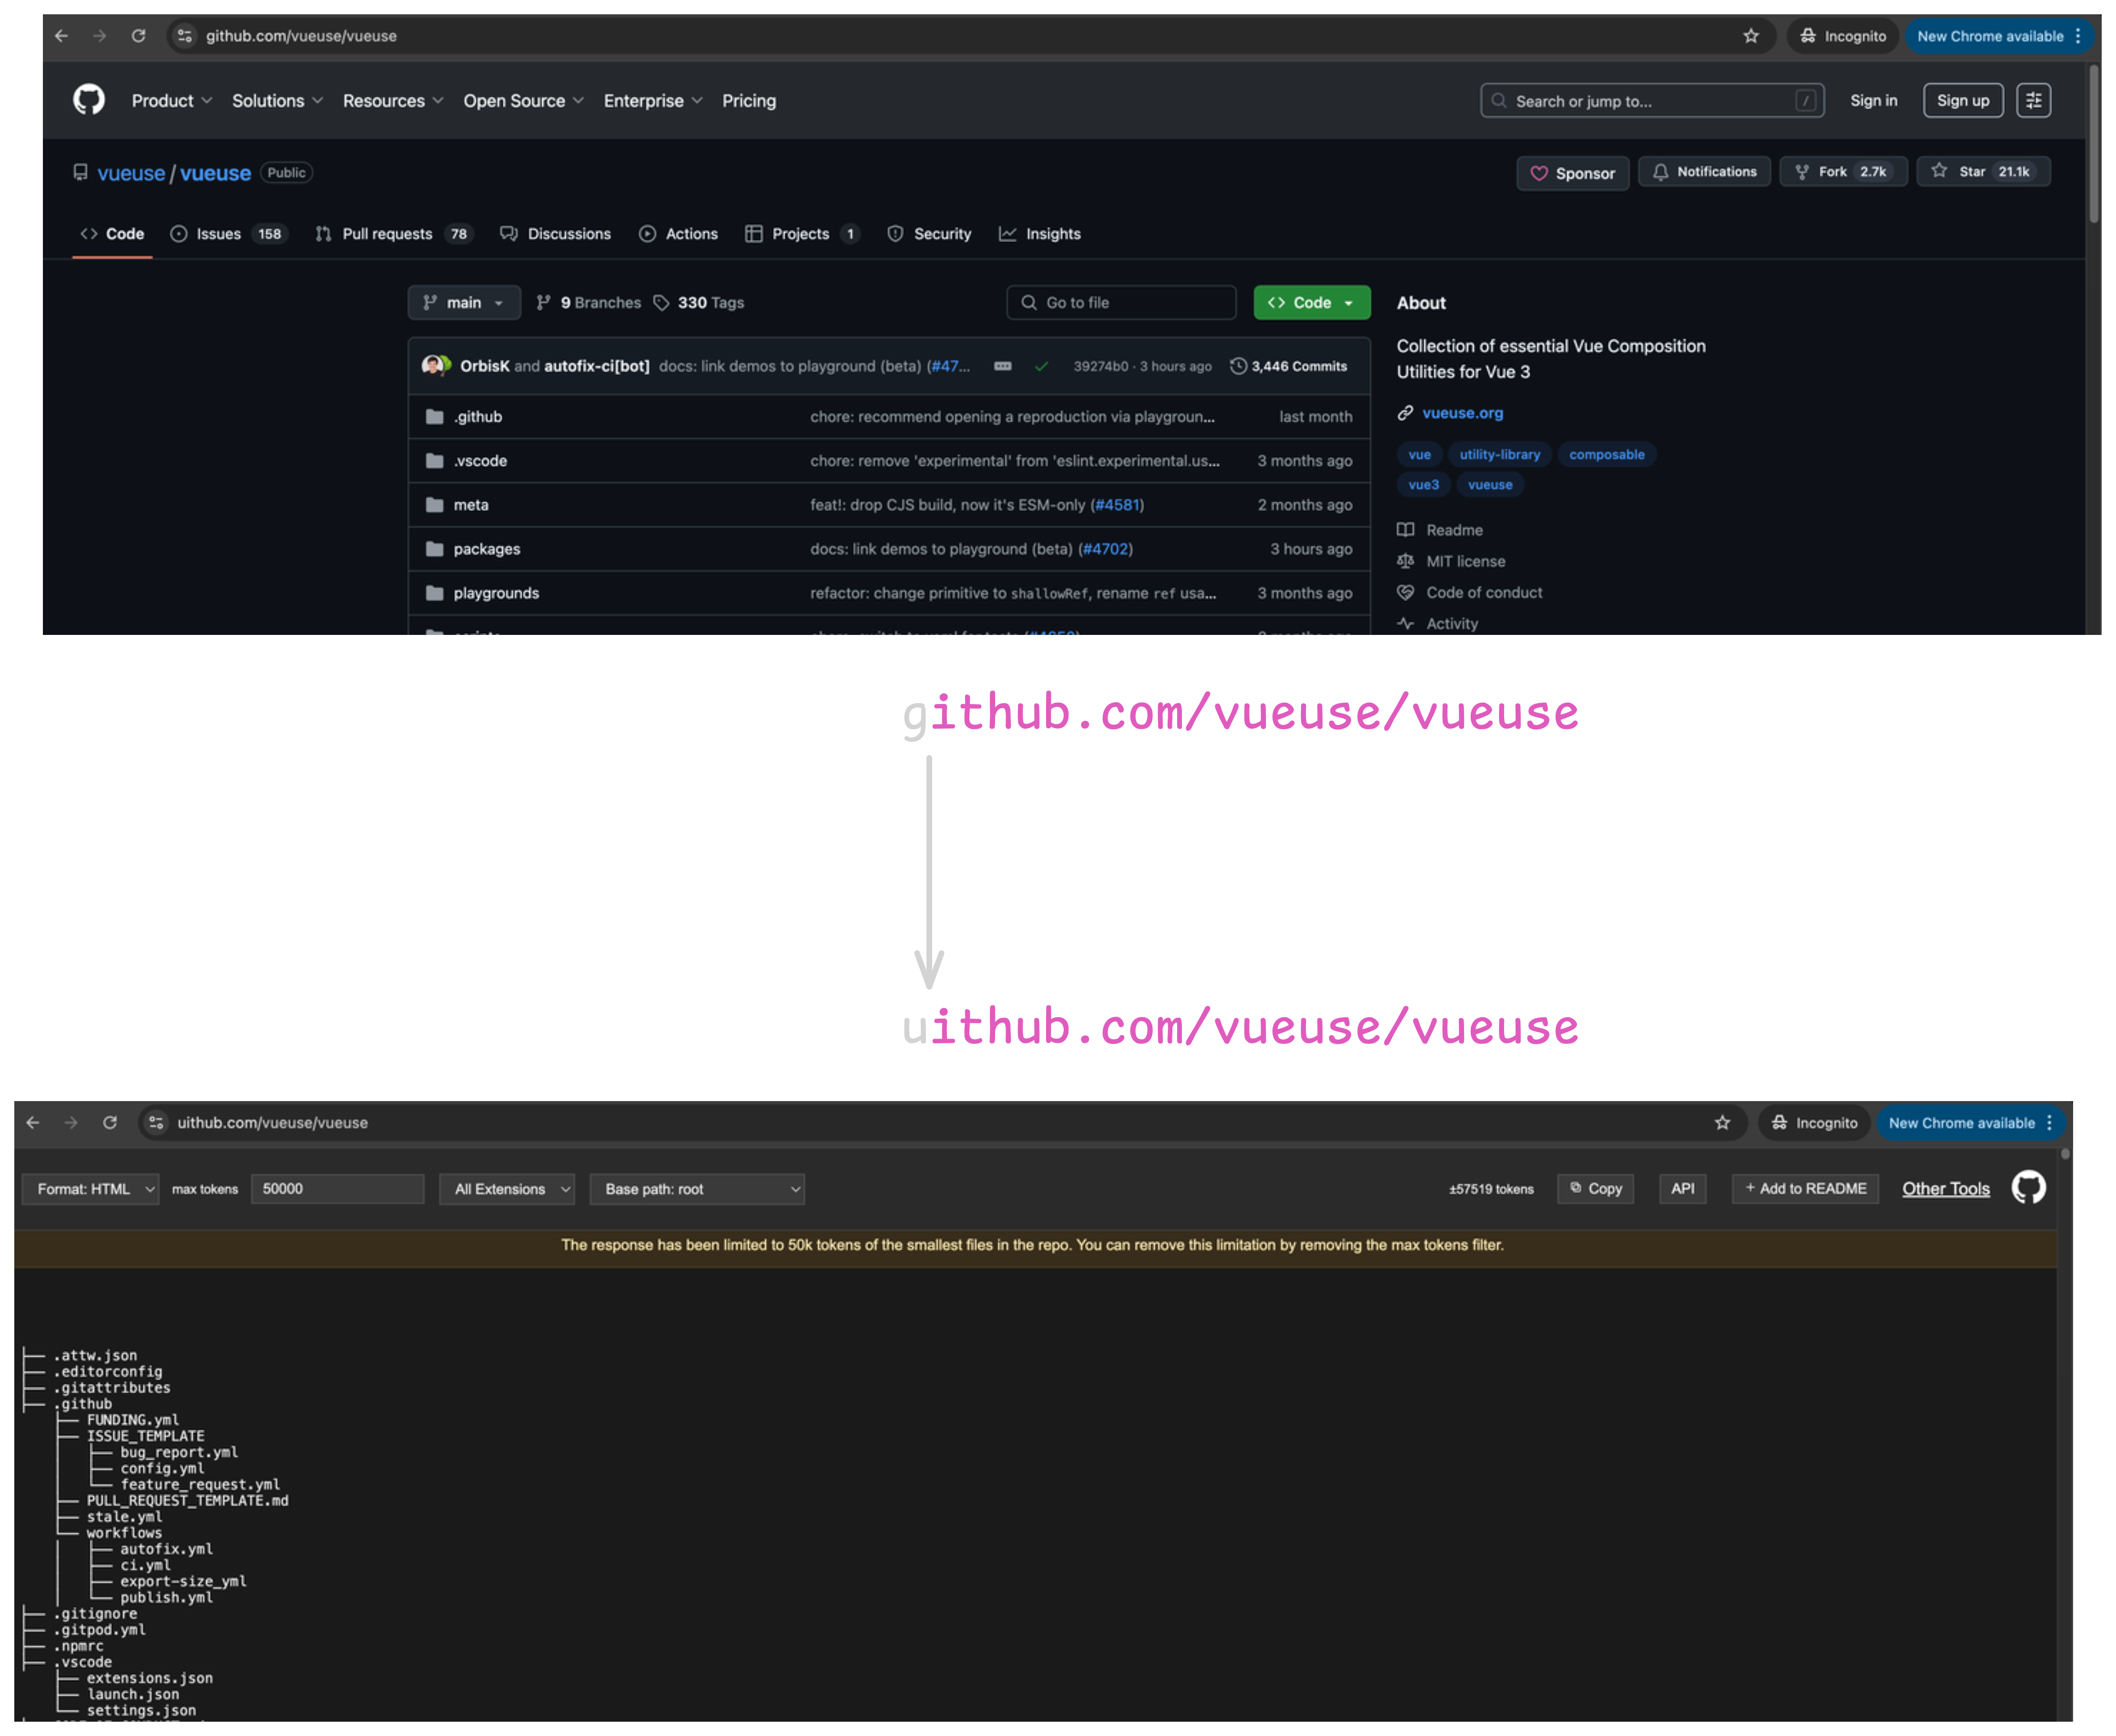 github.com/vueuse/vueuse Incognito New Chrome available
Product Solutions Resources Open Source Enterprise Pricing Search or jump to... / Sign in Sign up
vueuse / vueuse Public Sponsor Notifications Fork 2.7k Star 21.1k
Code Issues 158 Pull requests 78 Discussions Actions Projects 1 Security Insights
main 9 Branches 330 Tags Go to file Code About
Collection of essential Vue Composition
Utilities for Vue 3
OrbisK and autofix-ci[bot] docs: link demos to playground (beta) (#47... 39274b0 · 3 hours ago 3,446 Commits
.github chore: recommend opening a reproduction via playgroun... last month
vueuse.org
.vscode chore: remove 'experimental' from 'eslint.experimental.us... 3 months ago
vue utility-library composable
vue3 vueuse
meta feat!: drop CJS build, now it's ESM-only (#4581) 2 months ago
Readme
packages docs: link demos to playground (beta) (#4702) 3 hours ago
MIT license
playgrounds refactor: change primitive to shallowRef, rename ref usa... 3 months ago
Code of conduct
Activity
github.com/vueuse/vueuse
uithub.com/vueuse/vueuse
uithub.com/vueuse/vueuse Incognito New Chrome available
Format: HTML max tokens 50000 All Extensions Base path: root ±57519 tokens Copy API + Add to README Other Tools
The response has been limited to 50k tokens of the smallest files in the repo. You can remove this limitation by removing the max tokens filter.
├── .attw.json
├── .editorconfig
├── .gitattributes
├── .github
├── FUNDING.yml
├── ISSUE_TEMPLATE
├── bug_report.yml
├── config.yml
└── feature_request.yml
├── PULL_REQUEST_TEMPLATE.md
├── stale.yml
└── workflows
├── autofix.yml
├── ci.yml
├── export-size_yml
└── publish.yml
├── .gitignore
├── .gitpod.yml
├── .npmrc
├── .vscode
├── extensions.json
├── launch.json
└── settings.json